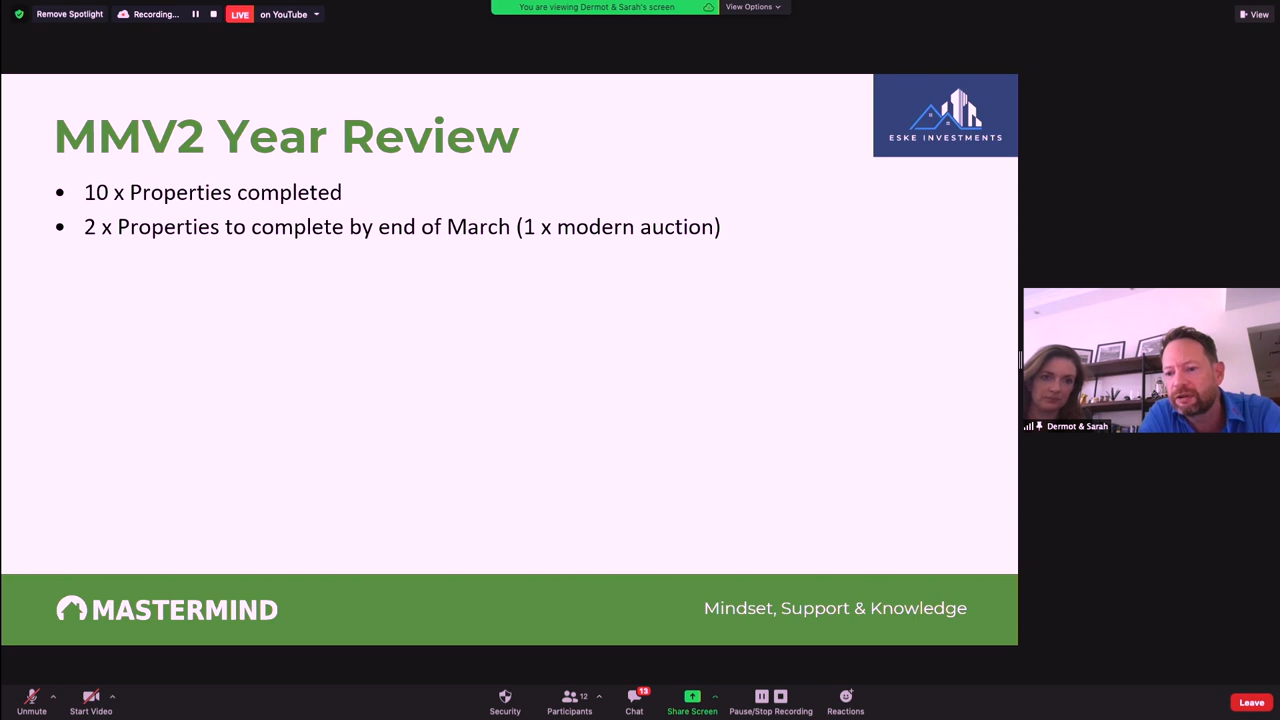 Remove Spotlight
Recording...
LIVE
on YouTube
You are viewing Dermot & Sarah's screen
View Options
View
MMV2 Year Review
ESKE INVESTMENTS
• 10 x Properties completed
• 2 x Properties to complete by end of March (1 x modern auction)
Dermot & Sarah
MASTERMIND
Mindset, Support & Knowledge
Unmute
Start Video
Security
Participants
12
Chat
13
Share Screen
Pause/Stop Recording
Reactions
Leave